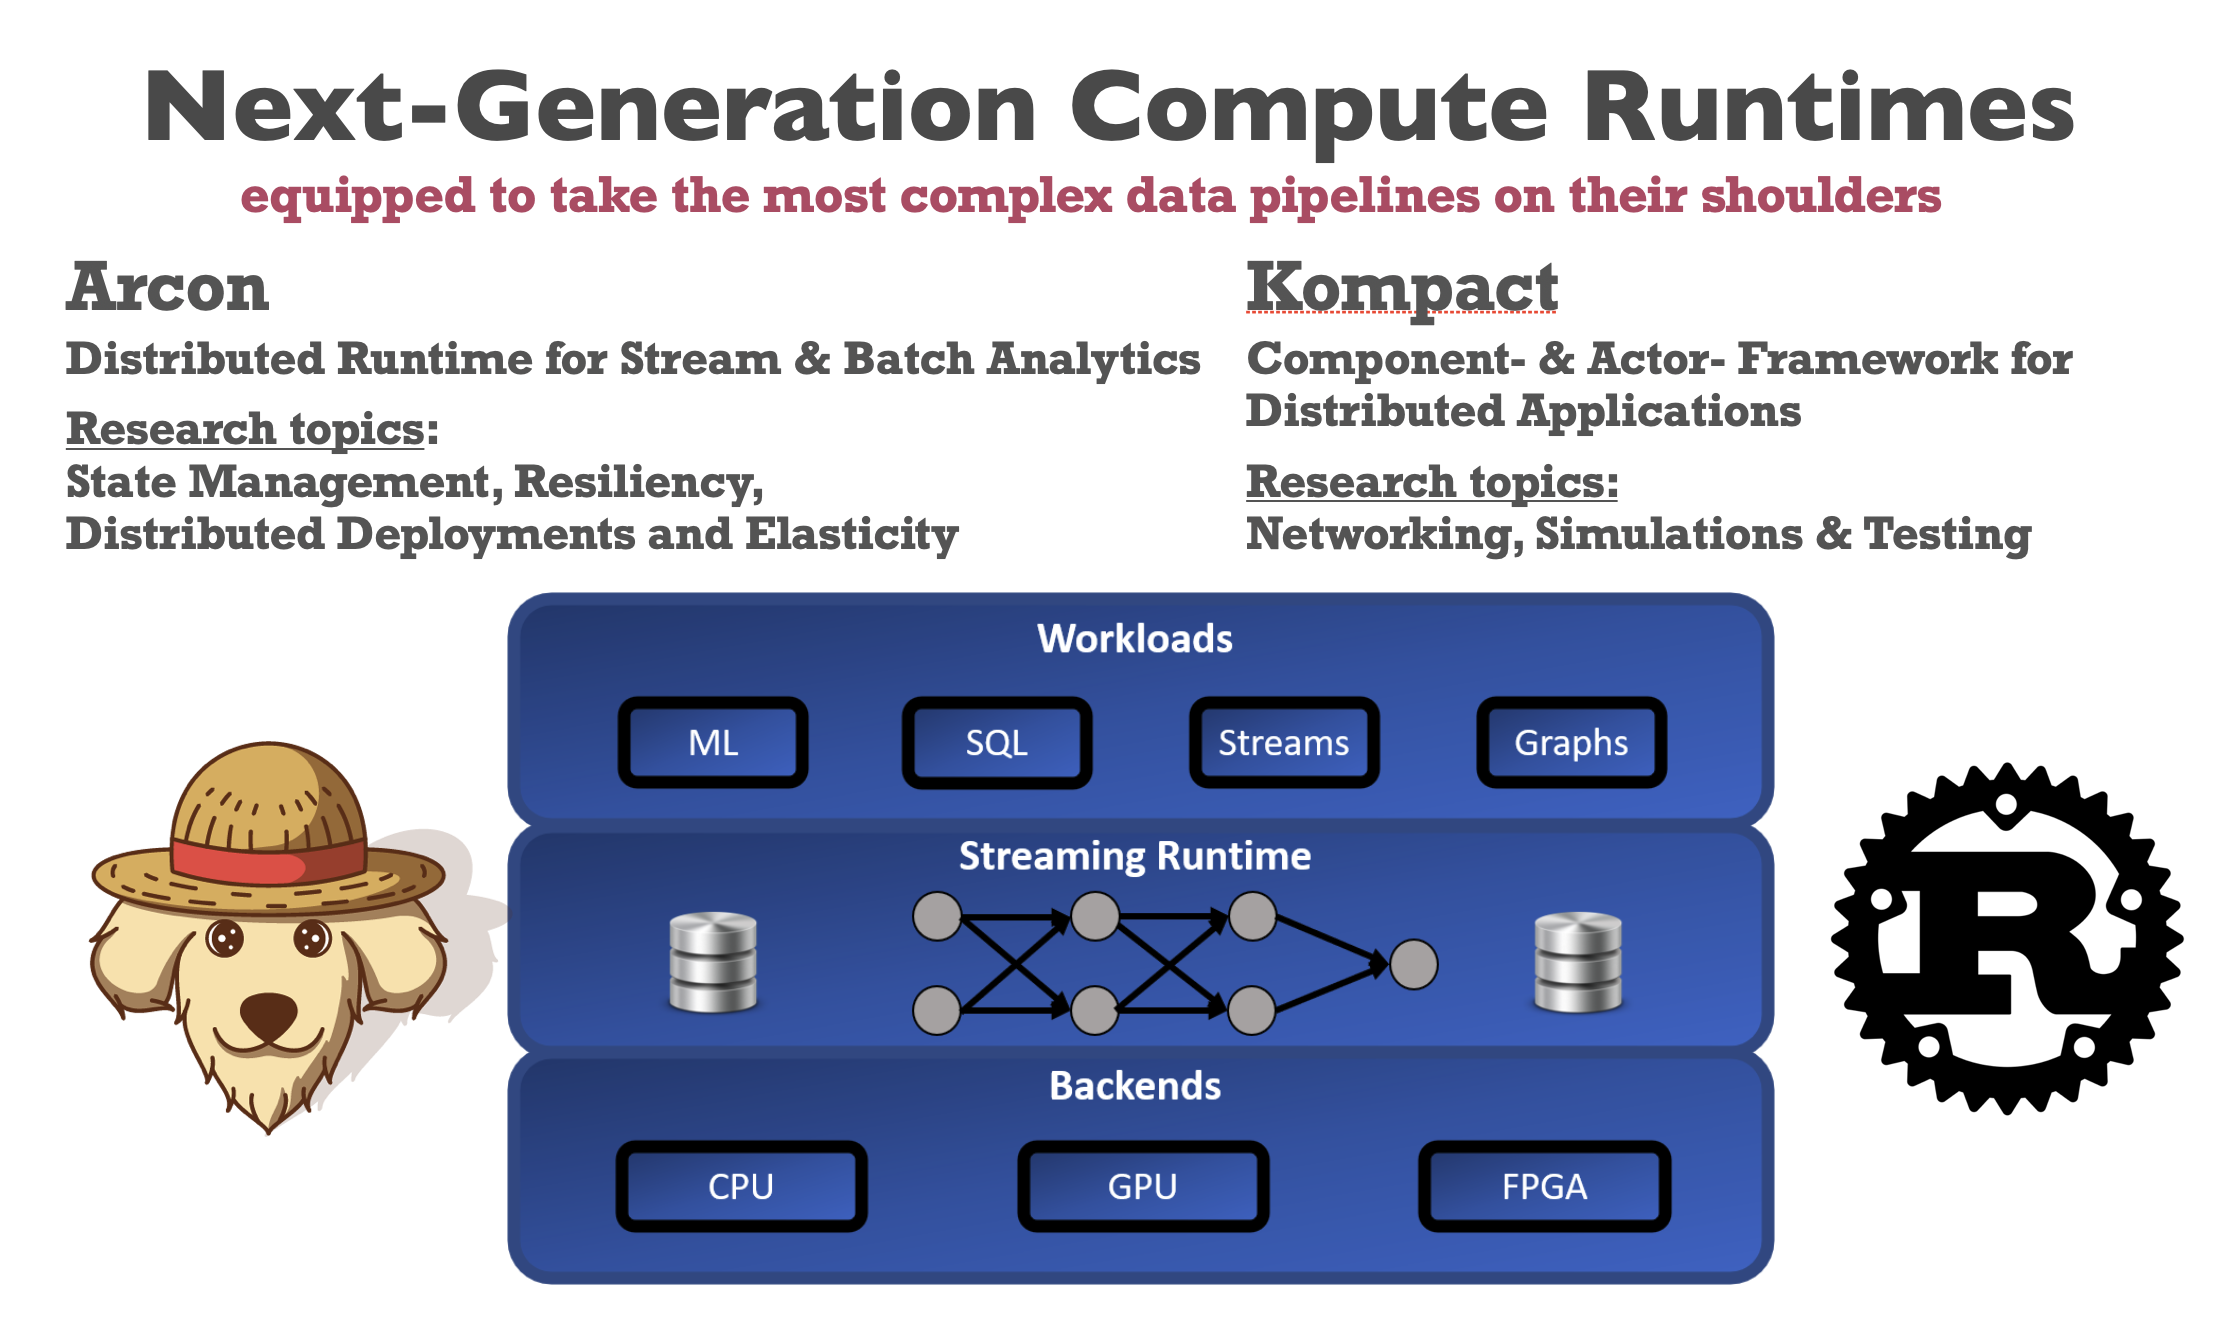 Next-Generation Compute Runtimes
equipped to take the most complex data pipelines on their shoulders
Arcon
Distributed Runtime for Stream & Batch Analytics
Research topics:
State Management, Resiliency,
Distributed Deployments and Elasticity
Kompact
Component- & Actor- Framework for
Distributed Applications
Research topics:
Networking, Simulations & Testing
Workloads
ML
SQL
Streams
Graphs
Streaming Runtime
Backends
CPU
GPU
FPGA
R